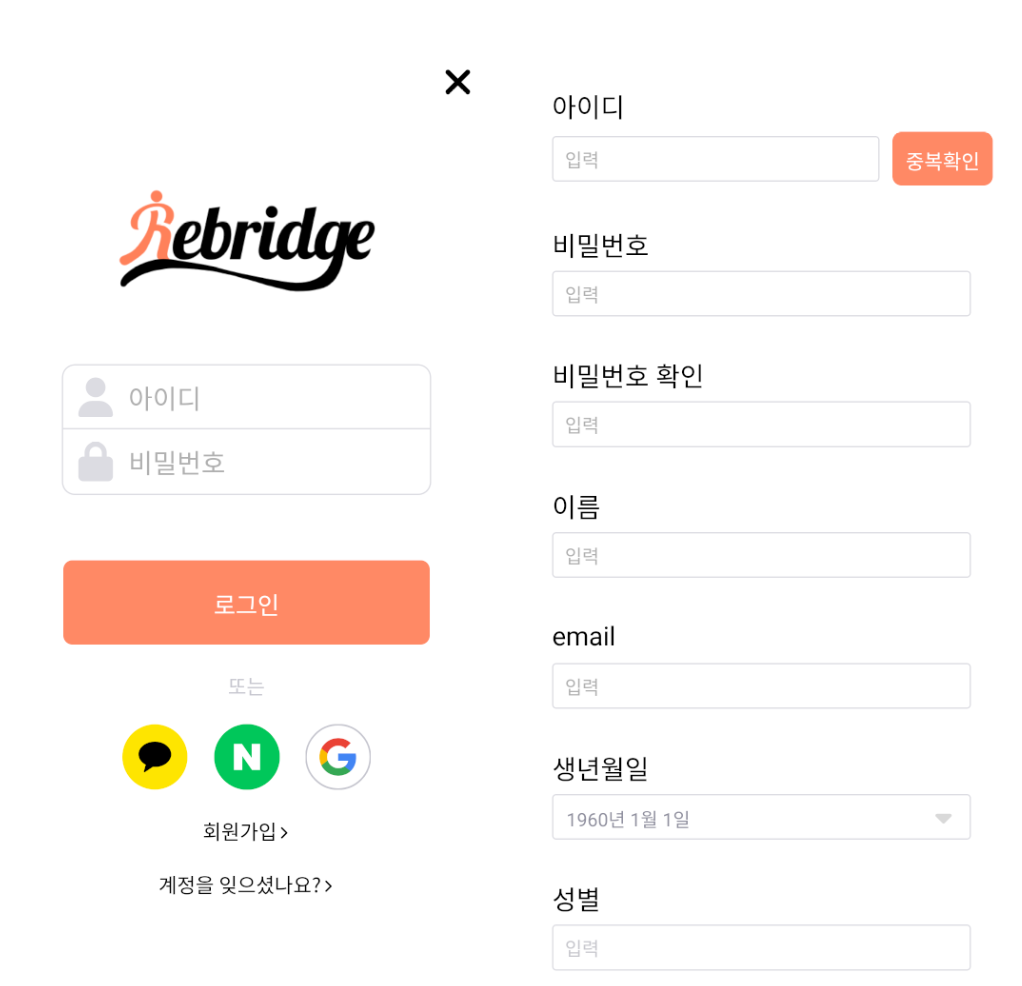 Rebridge
아이디
비밀번호
로그인
또는
N
G
회원가입>
계정을 잊으셨나요?>
아이디
입력
중복확인
비밀번호
입력
비밀번호 확인
입력
이름
입력
email
입력
생년월일
1960년 1월 1일
성별
입력